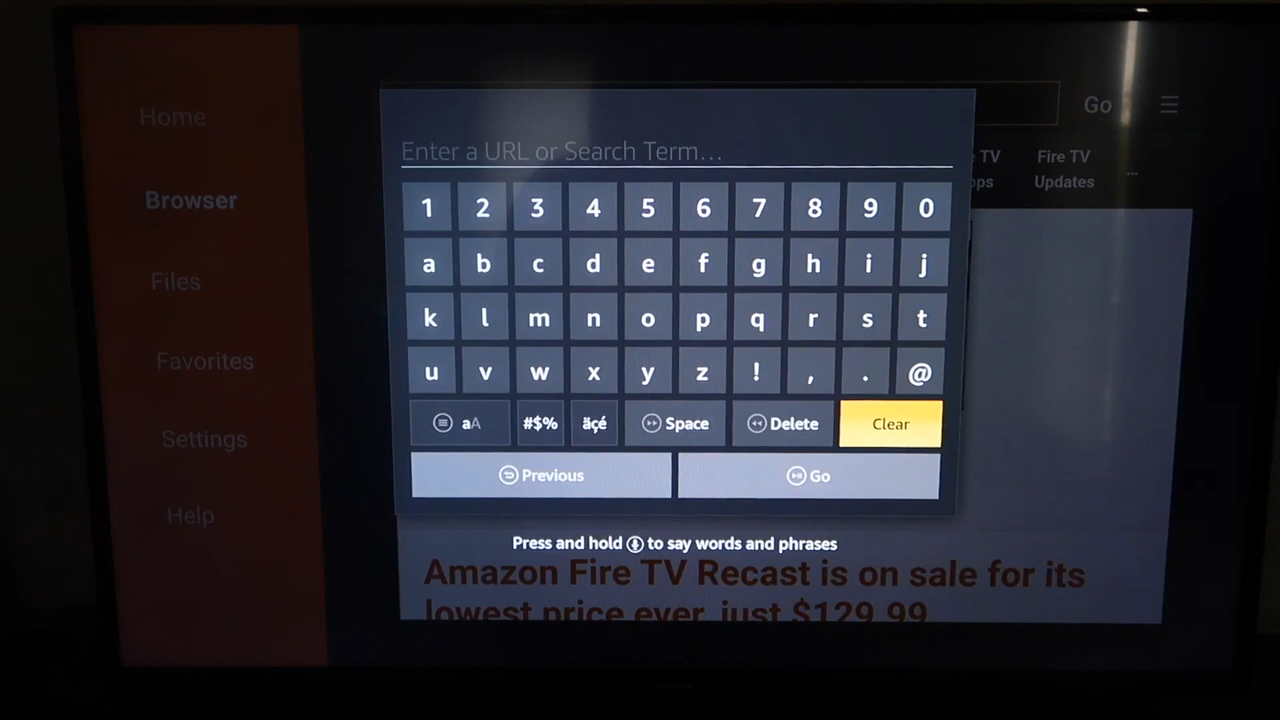 Home
Browser
Files
Favorites
Settings
Help
Go
TV
Fire TV
Updates
...
Enter a URL or Search Term...
1 2 3 4 5 6 7 8 9 0
a b c d e f g h i j
k l m n o p q r s t
u v w x y z ! , . @
aA #$% äçé Space Delete Clear
Previous Go
Press and hold to say words and phrases
Amazon Fire TV Recast is on sale for its
lowest price ever, just $129.99